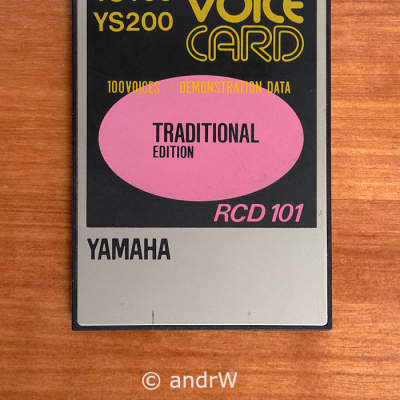 YS200
VOICE
CARD
100VOICES DEMONSTRATION DATA
TRADITIONAL
EDITION
RCD 101
YAMAHA
© andrW